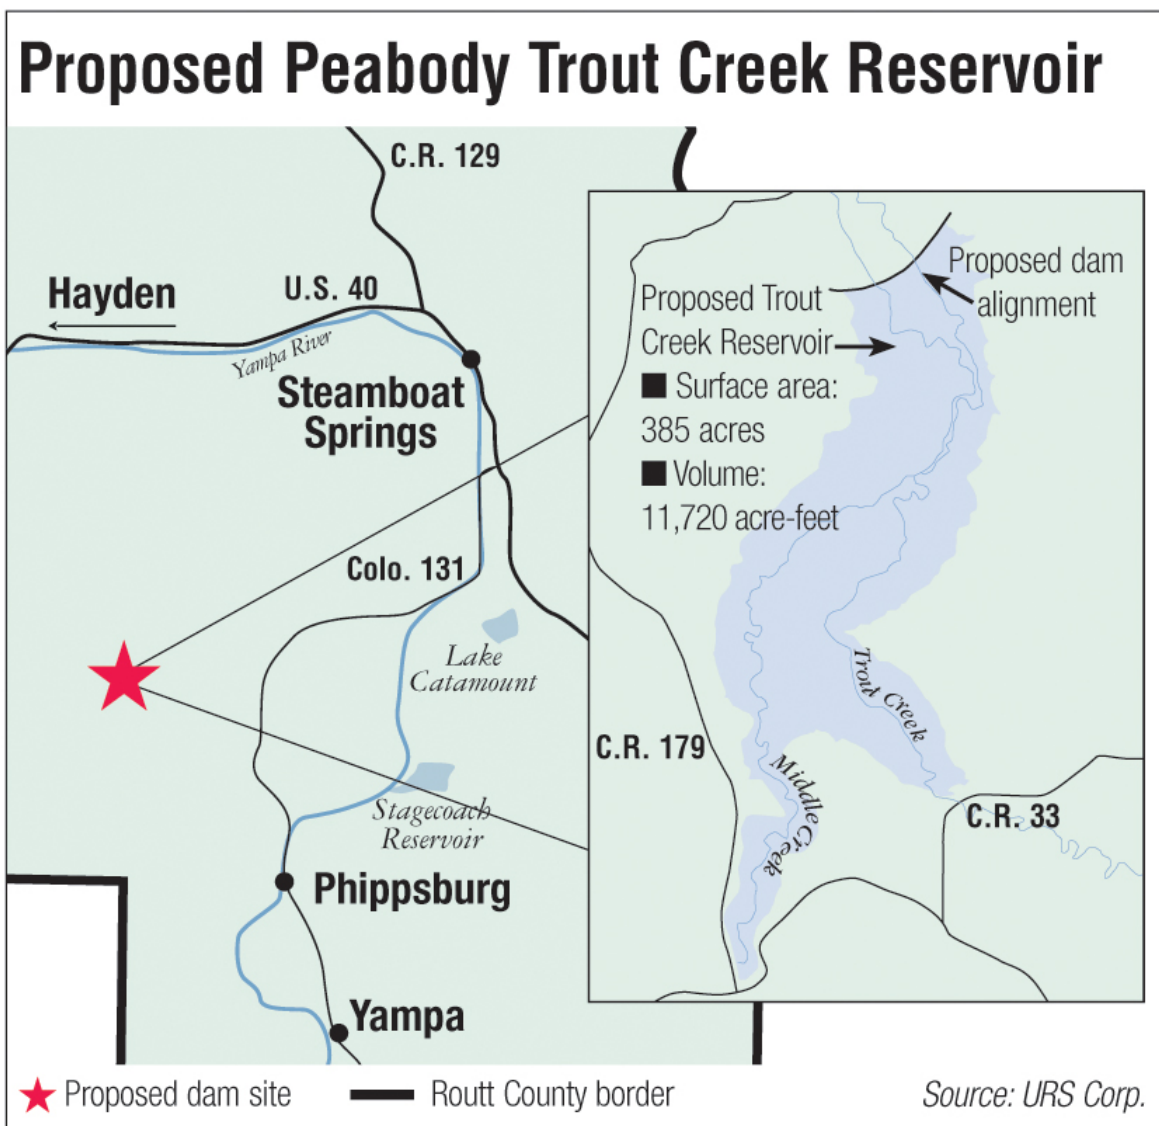 Proposed Peabody Trout Creek Reservoir
C.R. 129
Hayden
U.S. 40
Yampa River
Steamboat
Springs
Colo. 131
Lake
Catamount
Stagecoach
Reservoir
Phippsburg
Yampa
Proposed dam
alignment
Proposed Trout
Creek Reservoir
■ Surface area:
385 acres
■ Volume:
11,720 acre-feet
Trout Creek
C.R. 179
Middle Creek
C.R. 33
Proposed dam site
Routt County border
Source: URS Corp.